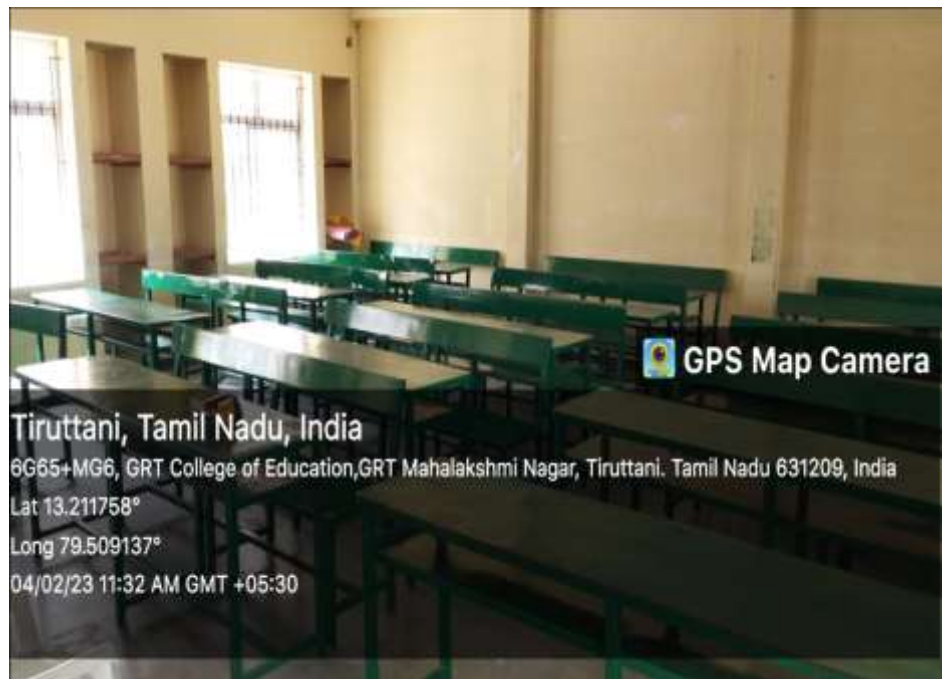 GPS Map Camera
Tiruttani, Tamil Nadu, India
6G65+MG6, GRT College of Education,GRT Mahalakshmi Nagar, Tiruttani. Tamil Nadu 631209, India
Lat 13.211758°
Long 79.509137°
04/02/23 11:32 AM GMT +05:30